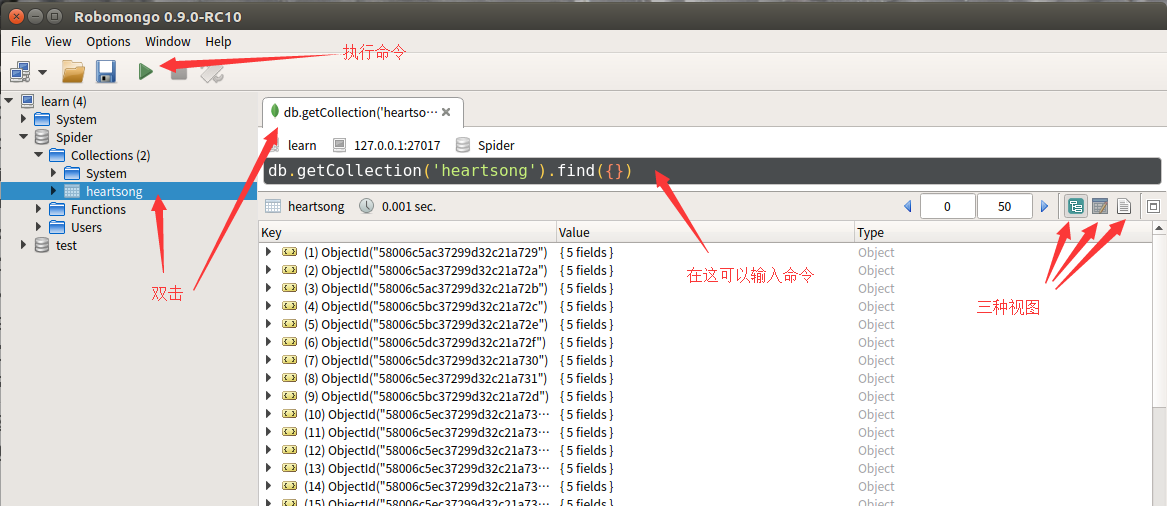 Robomongo 0.9.0-RC10
File View Options Window Help
执行命令
learn (4)
System
Spider
Collections (2)
System
heartsong
Functions
Users
test
双击
db.getCollection('heartso⋯
learn 127.0.0.1:27017 Spider
db.getCollection('heartsong').find({})
heartsong 0.001 sec. 0 50
Key Value Type
(1) ObjectId("58006c5ac37299d32c21a729") { 5 fields } Object
(2) ObjectId("58006c5ac37299d32c21a72a") { 5 fields } Object
(3) ObjectId("58006c5ac37299d32c21a72b") { 5 fields } Object
(4) ObjectId("58006c5bc37299d32c21a72c") { 5 fields } Object
(5) ObjectId("58006c5bc37299d32c21a72e") { 5 fields } Object
(6) ObjectId("58006c5dc37299d32c21a72f") { 5 fields } Object
(7) ObjectId("58006c5dc37299d32c21a730") { 5 fields } Object
(8) ObjectId("58006c5ec37299d32c21a731") { 5 fields } Object
(9) ObjectId("58006c5bc37299d32c21a72d") { 5 fields } Object
(10) ObjectId("58006c5ec37299d32c21a73⋯ { 5 fields } Object
(11) ObjectId("58006c5ec37299d32c21a73⋯ { 5 fields } Object
(12) ObjectId("58006c5ec37299d32c21a73⋯ { 5 fields } Object
(13) ObjectId("58006c5ec37299d32c21a73⋯ { 5 fields } Object
(14) ObjectId("58006c5ec37299d32c21a73⋯ { 5 fields } Object
(15) ObjectId("58006c5ec37299d32c21a73⋯ { 5 fields } Object
在这可以输入命令
三种视图